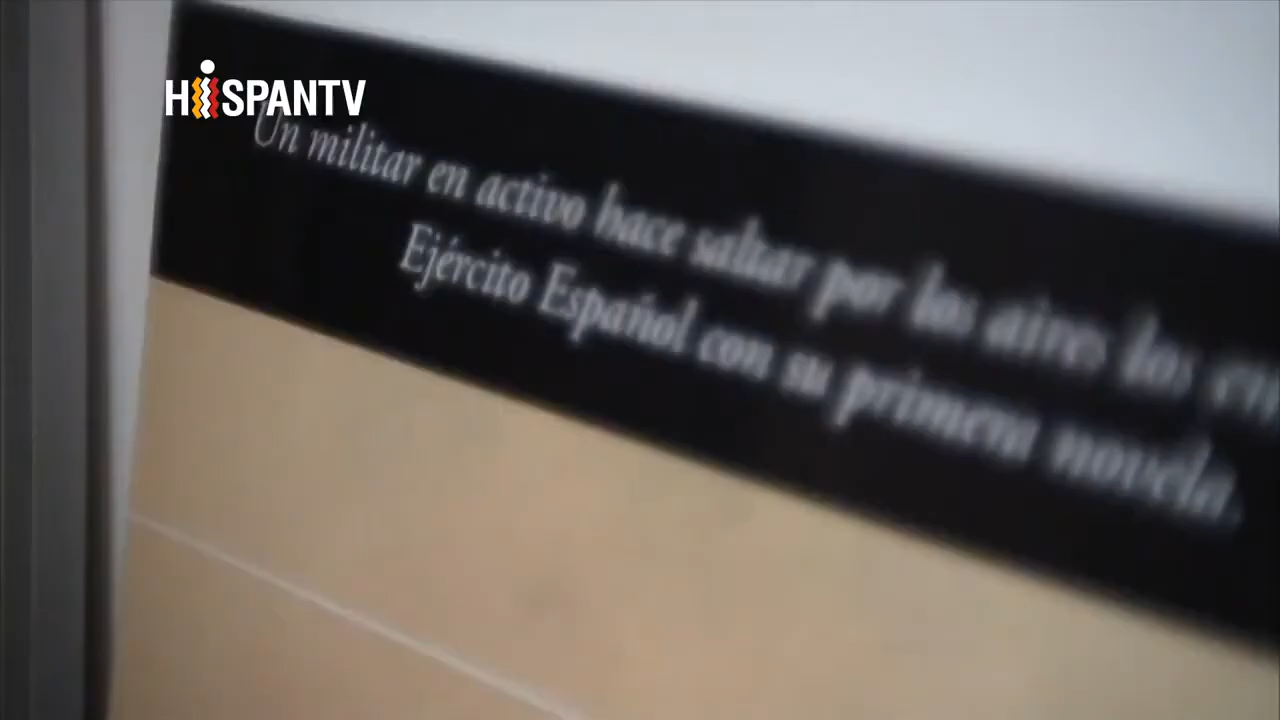 HISPANTV
Un militar en activo hace saltar por los aires los
Ejército Español con su primera novela.